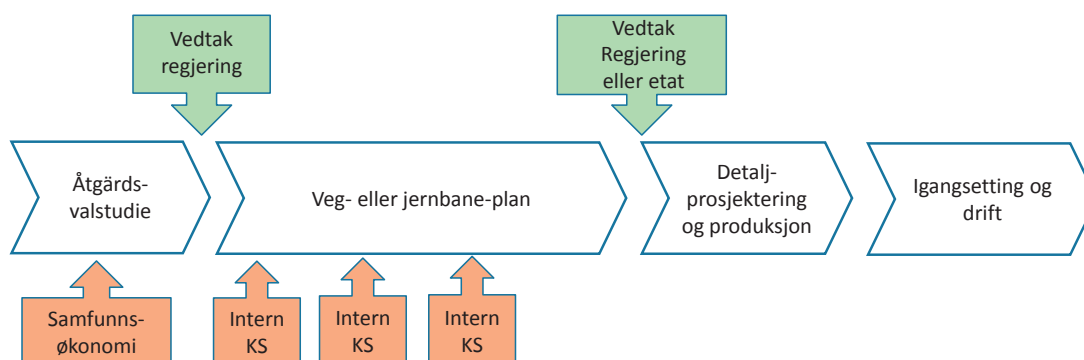 Vedtak
regjering
Vedtak
Regjering
eller etat
Åtgärds-
valstudie
Veg- eller jernbane-plan
Detalj-
prosjektering
og produksjon
Igangsetting og
drift
Samfunns-
økonomi
Intern
KS
Intern
KS
Intern
KS